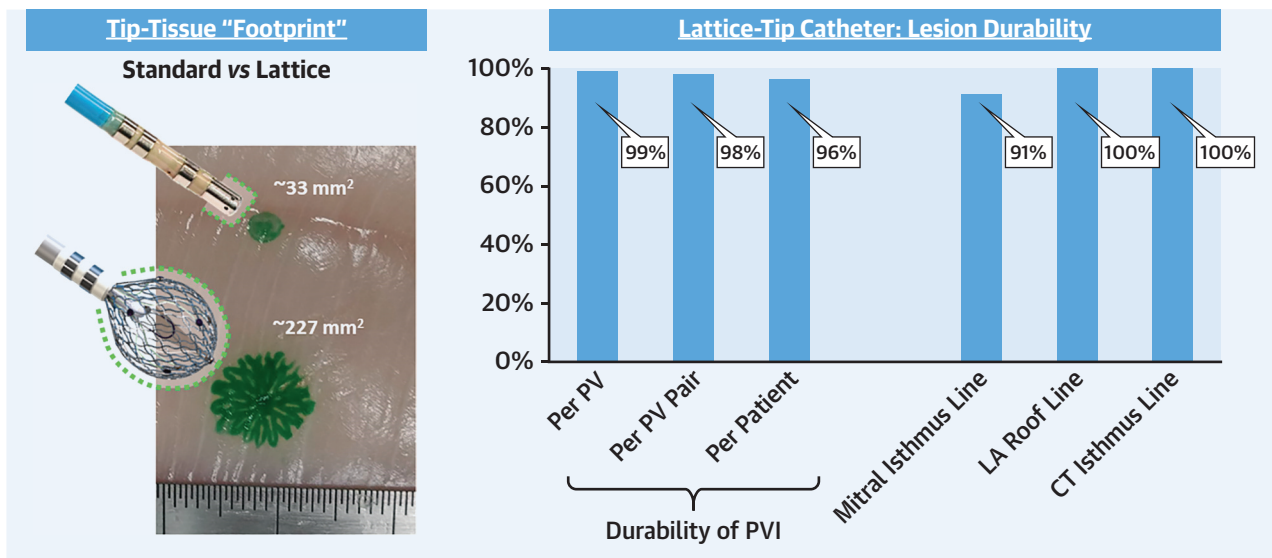 Tip-Tissue “Footprint”
Standard vs Lattice
~33 mm²
~227 mm²
Lattice-Tip Catheter: Lesion Durability
100%
80%
60%
40%
20%
0%
99%
98%
96%
91%
100%
100%
Per PV
Per PV Pair
Per Patient
Mitral Isthmus Line
LA Roof Line
CT Isthmus Line
Durability of PVI